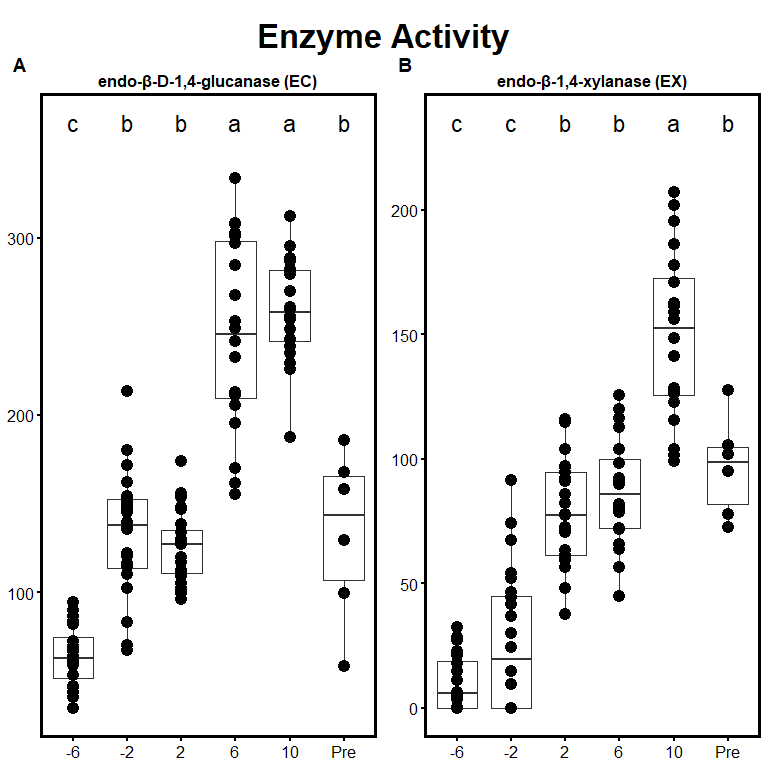 Enzyme Activity
A
endo-β-D-1,4-glucanase (EC)
c b b a a b
300
200
100
-6 -2 2 6 10 Pre
B
endo-β-1,4-xylanase (EX)
c c b b a b
200
150
100
50
0
-6 -2 2 6 10 Pre